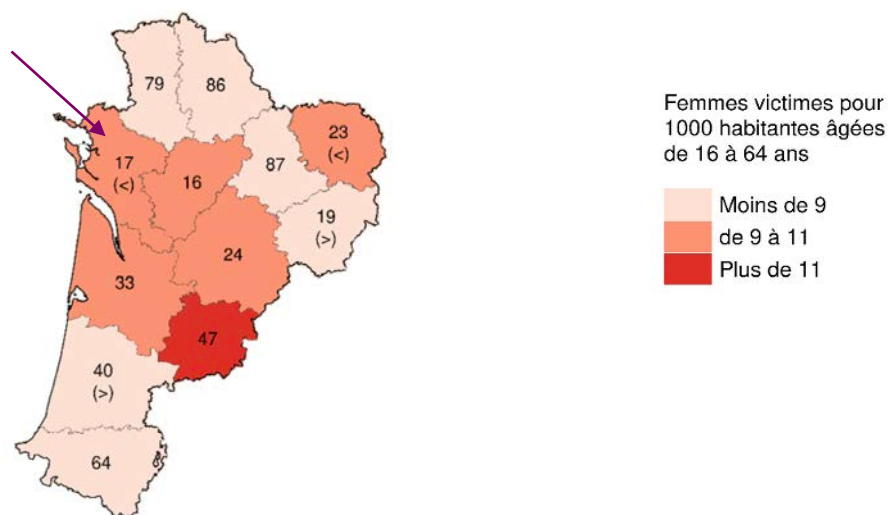 79
86
23
(<)
17
(<)
16
87
19
(>)
24
33
47
40
(>)
64
Femmes victimes pour
1000 habitantes âgées
de 16 à 64 ans
Moins de 9
de 9 à 11
Plus de 11